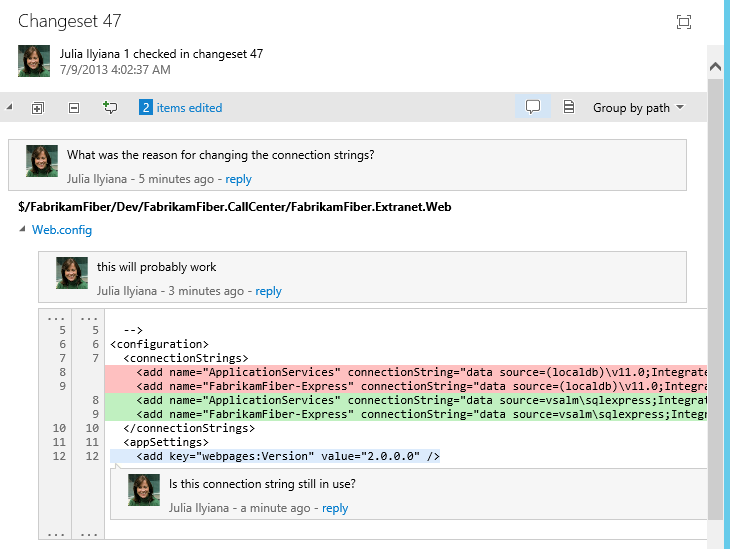 Changeset 47
Julia Ilyiana 1 checked in changeset 47
7/9/2013 4:02:37 AM
2 items edited Group by path
What was the reason for changing the connection strings?
Julia Ilyiana - 5 minutes ago - reply
$/FabrikamFiber/Dev/FabrikamFiber.CallCenter/FabrikamFiber.Extranet.Web
Web.config
this will probably work
Julia Ilyiana - 3 minutes ago - reply
... ...
5 5 -->
6 6 <configuration>
7 7 <connectionStrings>
8 <add name="ApplicationServices" connectionString="data source=(localdb)\v11.0;Integrate
9 <add name="FabrikamFiber-Express" connectionString="data source=(localdb)\v11.0;Integ
8 <add name="ApplicationServices" connectionString="data source=vsalm\sqlexpress;Integrat
9 <add name="FabrikamFiber-Express" connectionString="data source=vsalm\sqlexpress;Integ
10 10 </connectionStrings>
11 11 <appSettings>
12 12 <add key="webpages:Version" value="2.0.0.0" />
Is this connection string still in use?
Julia Ilyiana - a minute ago - reply
... ...